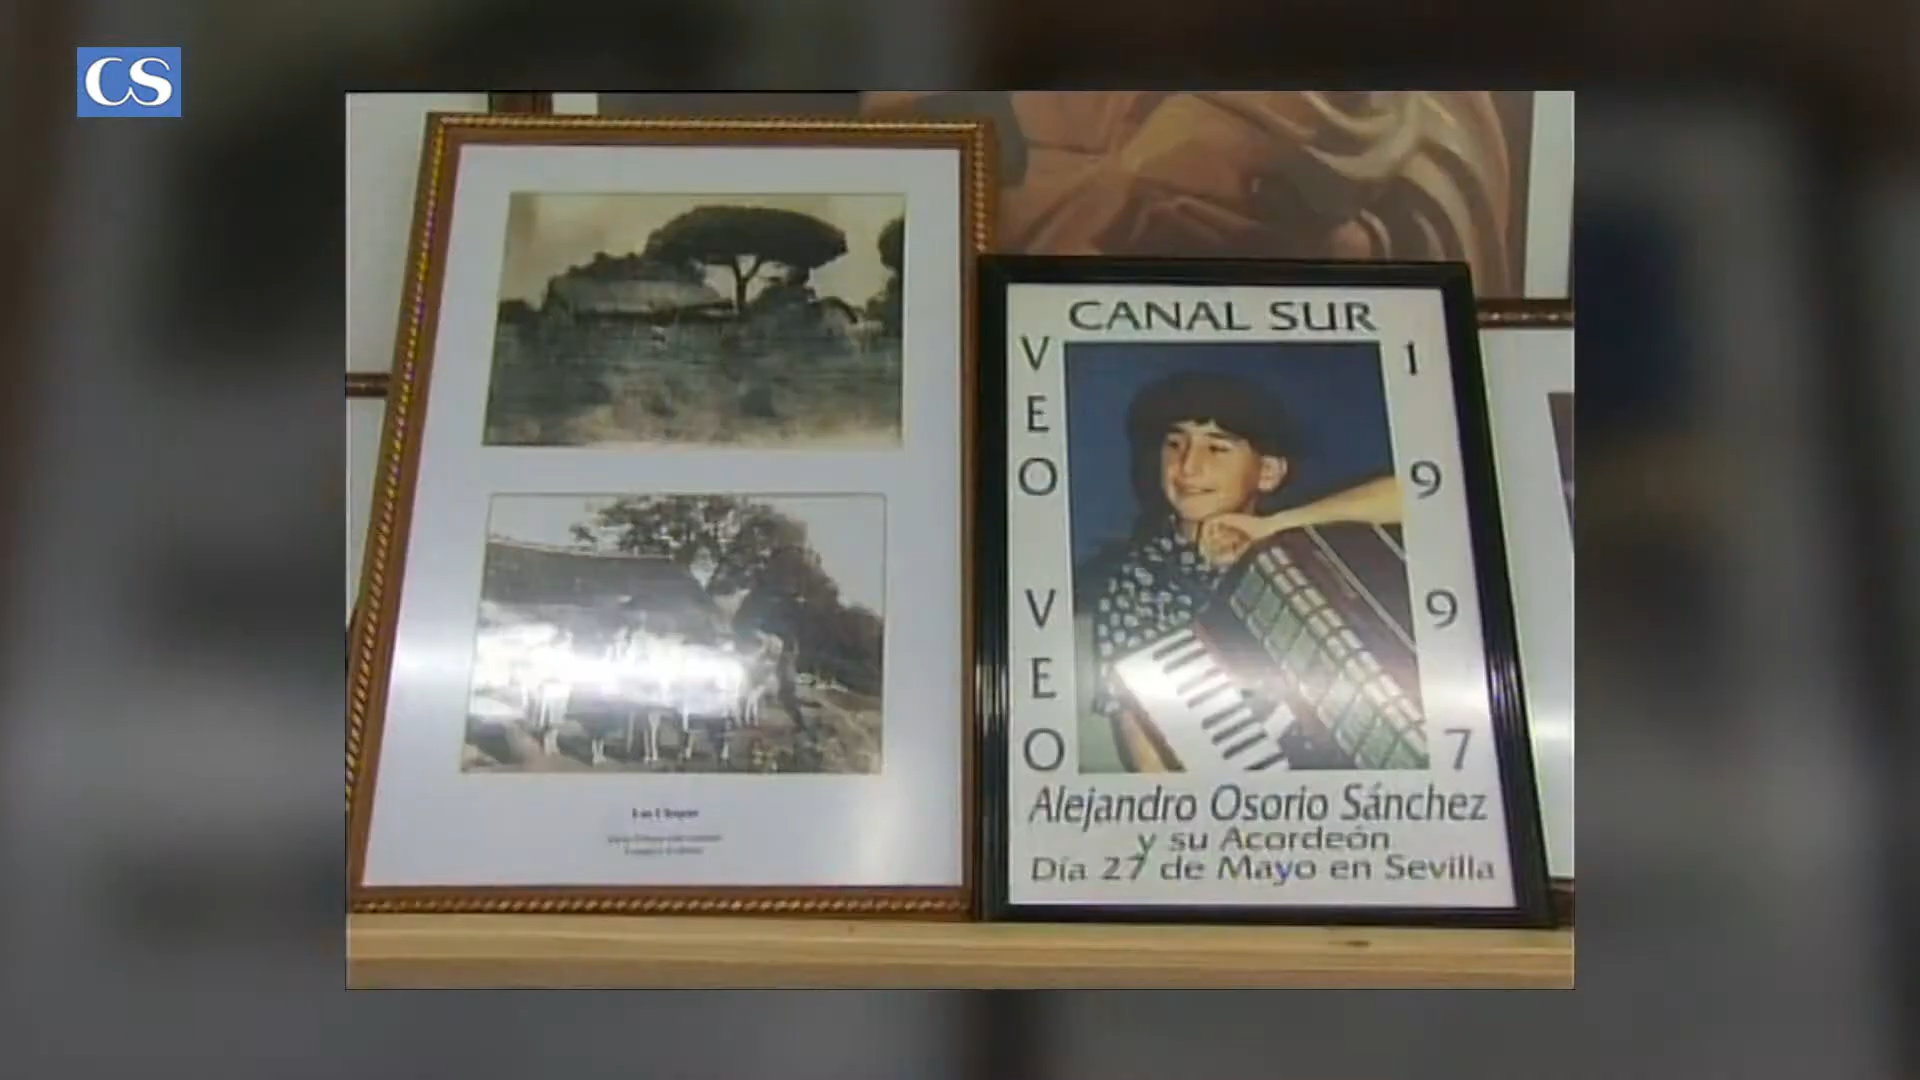 CS
CANAL SUR
VEO VEO
1997
Alejandro Osorio Sánchez
y su Acordeón
Día 27 de Mayo en Sevilla